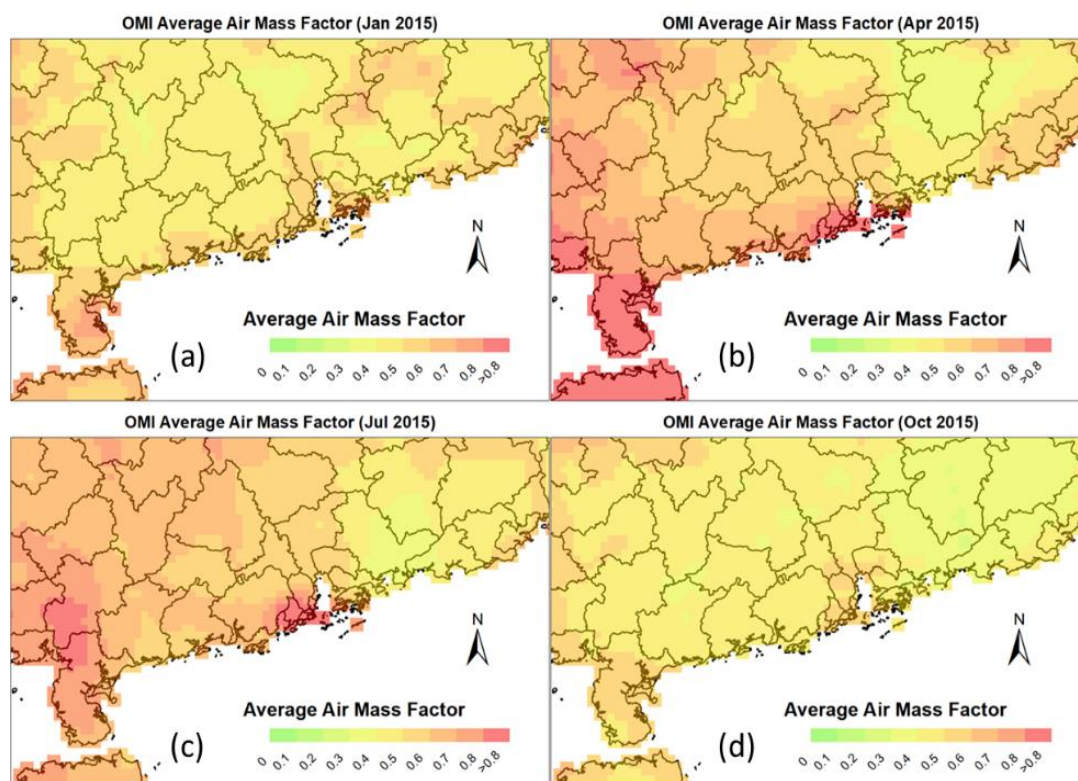 OMI Average Air Mass Factor (Jan 2015)
N
Average Air Mass Factor
0 0.1 0.2 0.3 0.4 0.5 0.6 0.7 0.8 >0.8
(a)
OMI Average Air Mass Factor (Apr 2015)
N
Average Air Mass Factor
0 0.1 0.2 0.3 0.4 0.5 0.6 0.7 0.8 >0.8
(b)
OMI Average Air Mass Factor (Jul 2015)
N
Average Air Mass Factor
0 0.1 0.2 0.3 0.4 0.5 0.6 0.7 0.8 >0.8
(c)
OMI Average Air Mass Factor (Oct 2015)
N
Average Air Mass Factor
0 0.1 0.2 0.3 0.4 0.5 0.6 0.7 0.8 >0.8
(d)